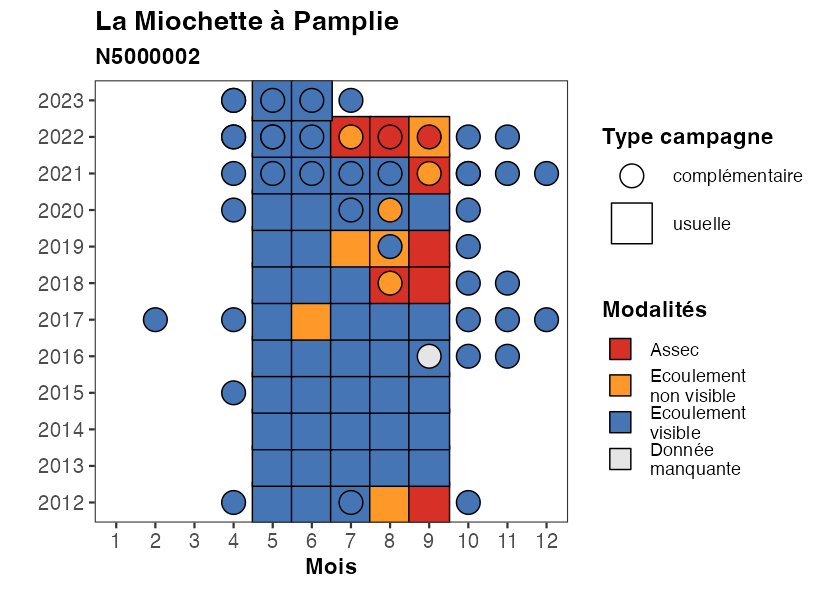 La Miochette à Pamplie
N5000002
2023
2022
2021
2020
2019
2018
2017
2016
2015
2014
2013
2012
1 2 3 4 5 6 7 8 9 10 11 12
Mois
Type campagne
complémentaire
usuelle
Modalités
Assec
Ecoulement
non visible
Ecoulement
visible
Donnée
manquante